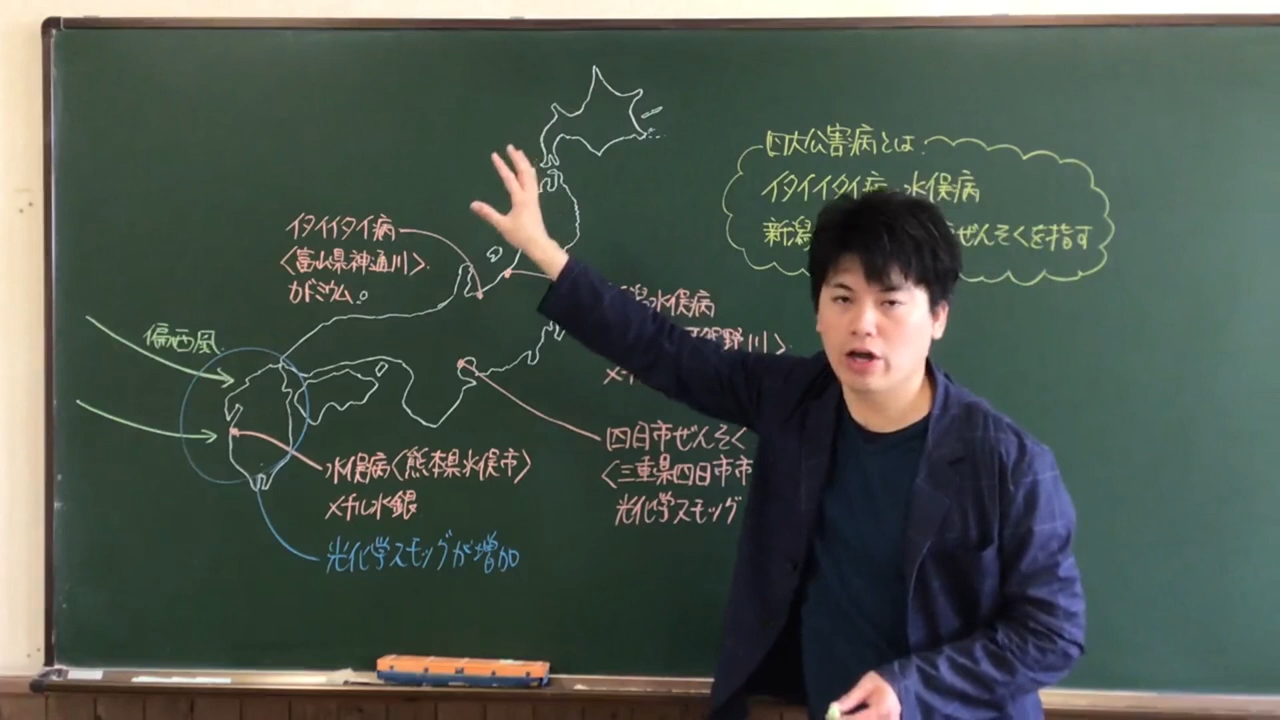 四大公害病とは
イタイイタイ病 水俣病
新潟 ぜんそくを指す
イタイイタイ病
〈富山県神通川〉
カドミウム
水俣病
賀野川〉
メチ
偏西風
四日市ぜんそく
〈三重県四日市市
光化学スモッグ
水俣病〈熊本県水俣市〉
メチル水銀
光化学スモッグが増加